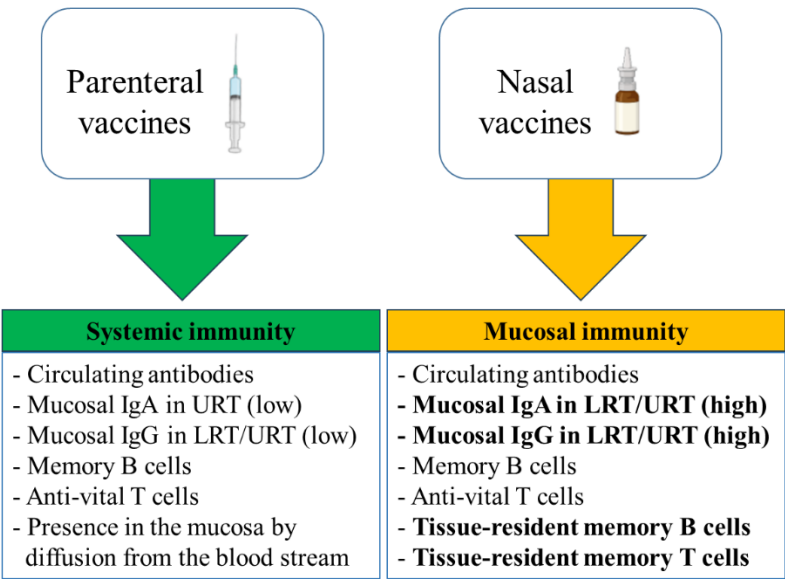 Parenteral
vaccines
Nasal
vaccines
Systemic immunity
- Circulating antibodies
- Mucosal IgA in URT (low)
- Mucosal IgG in LRT/URT (low)
- Memory B cells
- Anti-vital T cells
- Presence in the mucosa by
diffusion from the blood stream
Mucosal immunity
- Circulating antibodies
- Mucosal IgA in LRT/URT (high)
- Mucosal IgG in LRT/URT (high)
- Memory B cells
- Anti-vital T cells
- Tissue-resident memory B cells
- Tissue-resident memory T cells